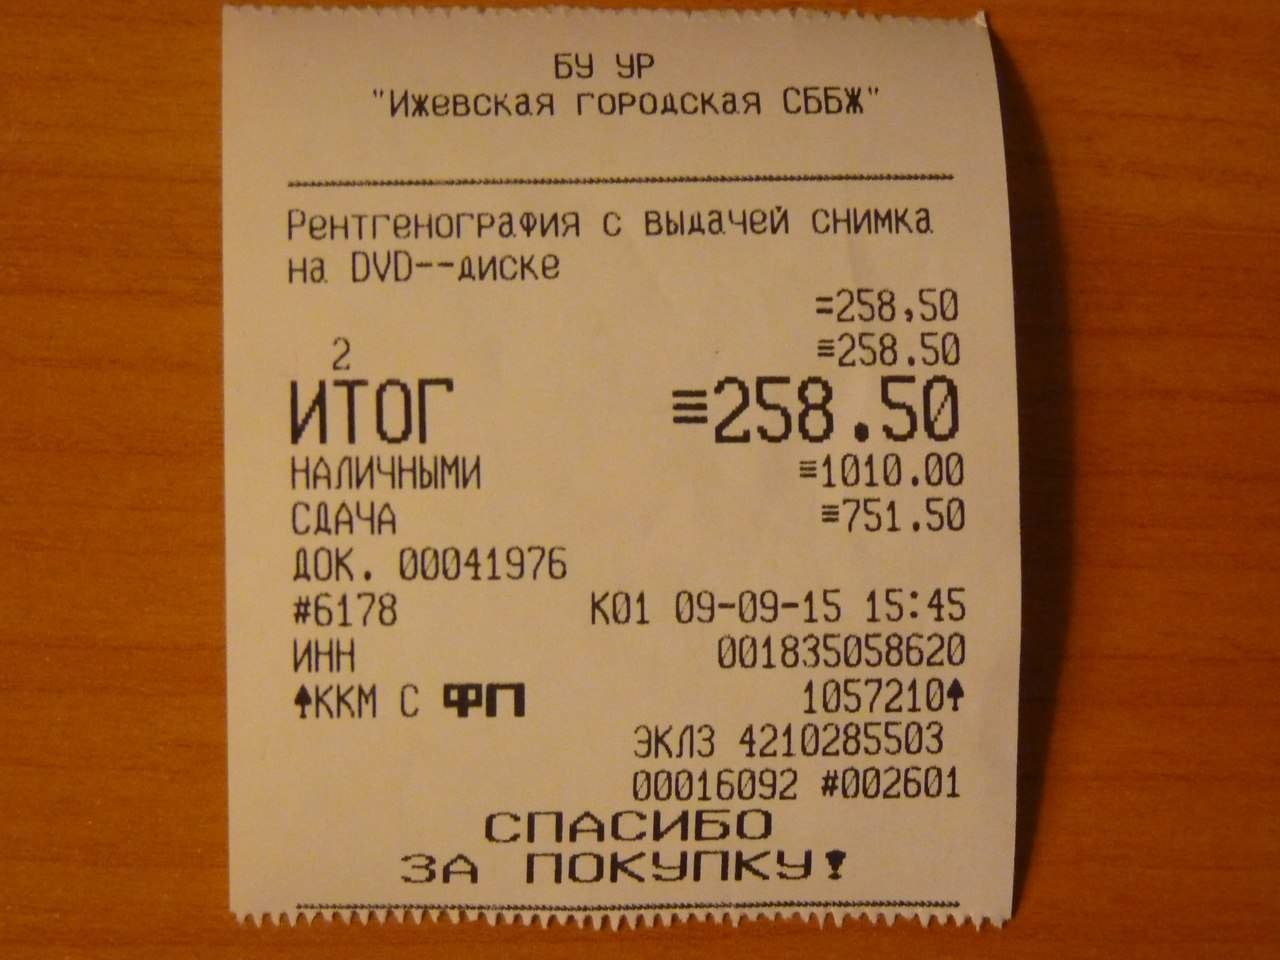 БУ УР
"Ижевская городская СББЖ"
Рентгенография с выдачей снимка
на DVD--диске
=258,50
2 ≡258.50
ИТОГ ≡258.50
НАЛИЧНЫМИ ≡1010.00
СДАЧА ≡751.50
ДОК. 00041976
#6178 К01 09-09-15 15:45
ИНН 001835058620
↑ККМ С ФП 1057210↑
ЭКЛЗ 4210285503
00016092 #002601
СПАСИБО
ЗА ПОКУПКУ!